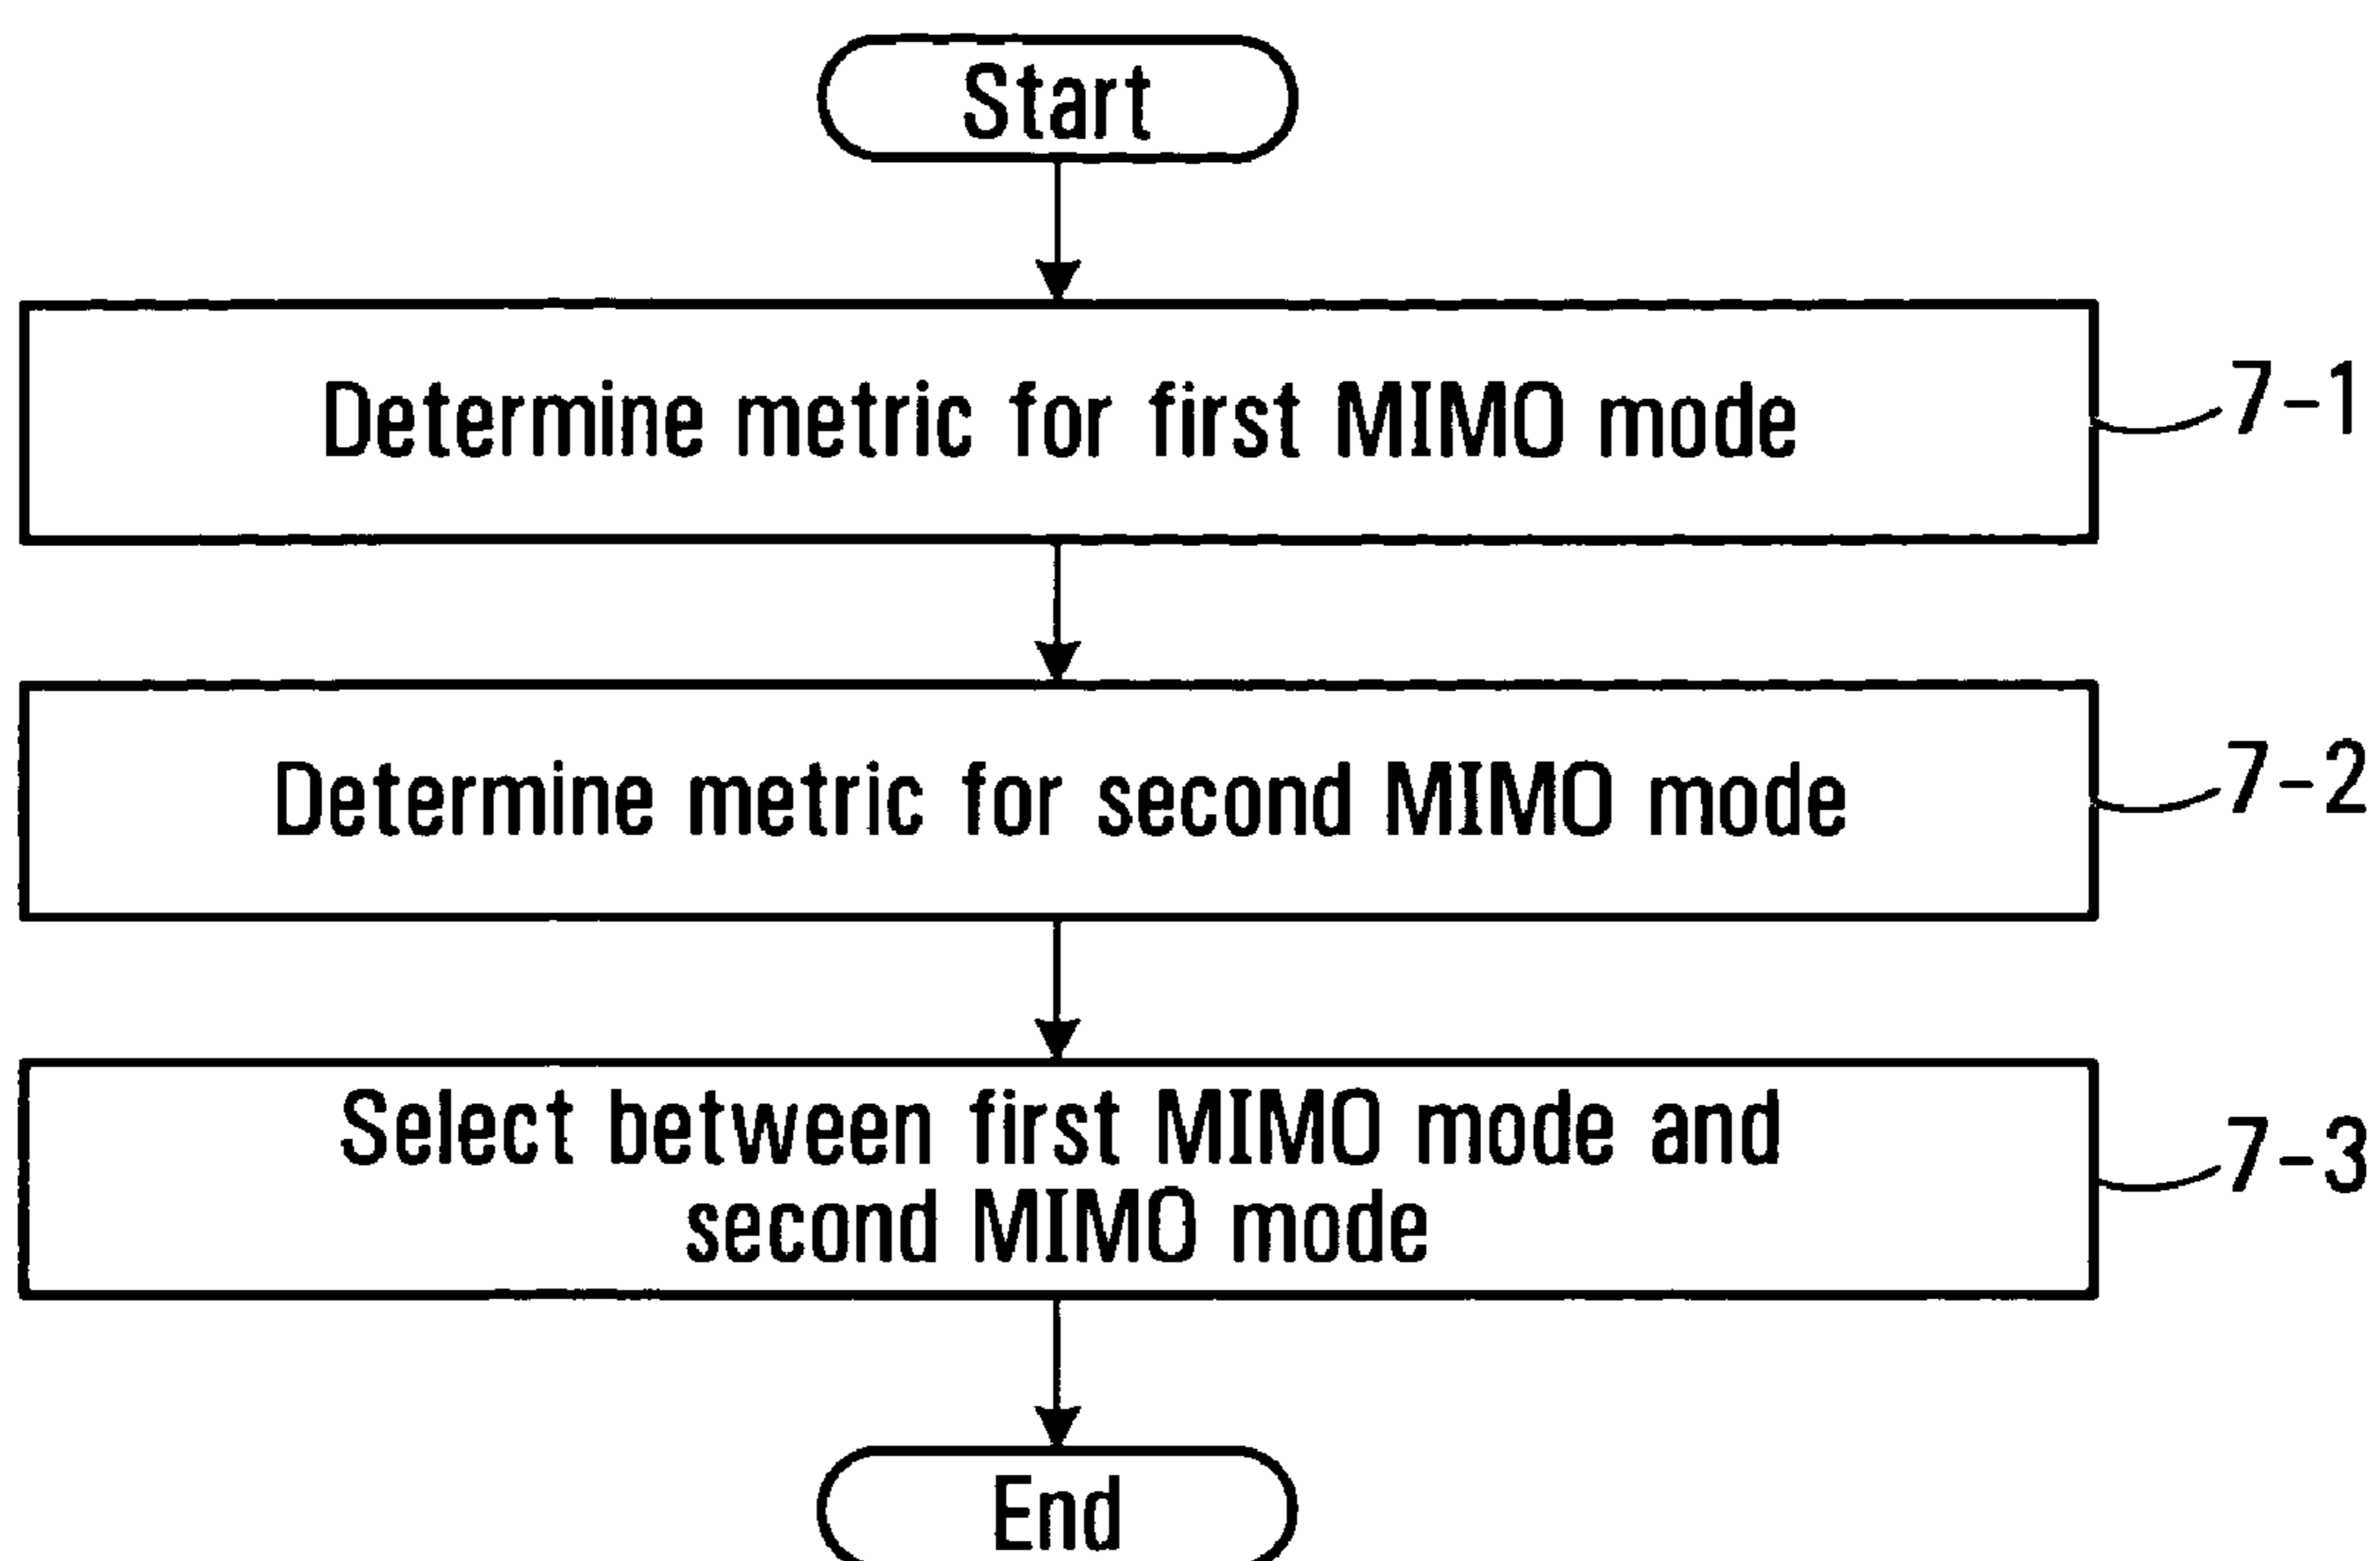 Start
Determine metric for first MIMO mode
7-1
Determine metric for second MIMO mode
7-2
Select between first MIMO mode and
second MIMO mode
7-3
End